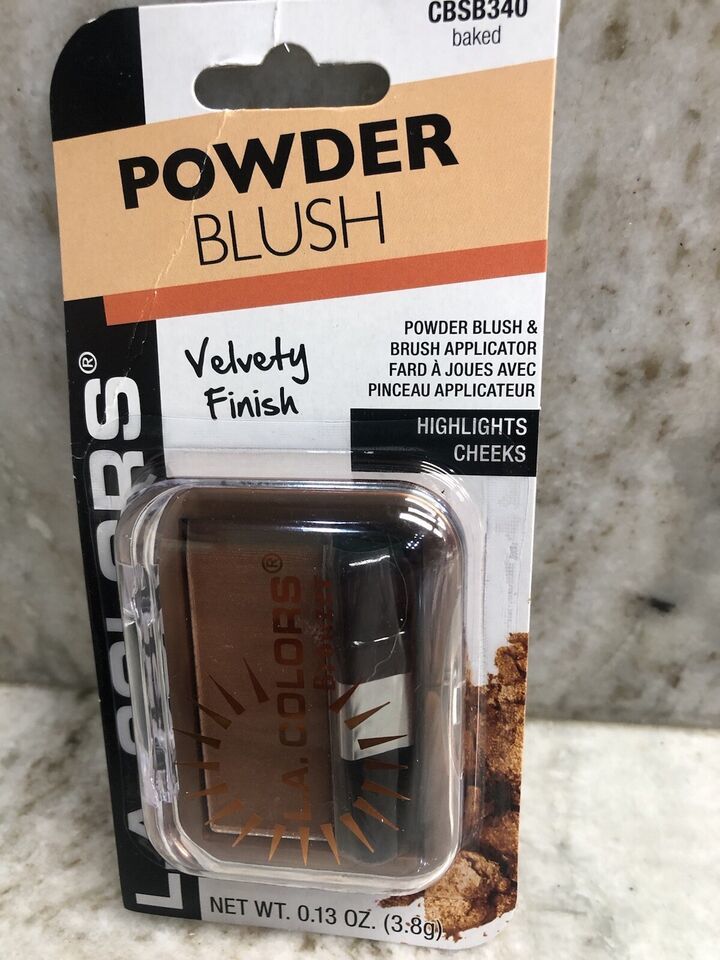 CBSB340
baked
POWDER
BLUSH
Velvety
Finish
POWDER BLUSH &
BRUSH APPLICATOR
FARD À JOUES AVEC
PINCEAU APPLICATEUR
HIGHLIGHTS
CHEEKS
L.A. COLORS®
L.A. COLORS®
NET WT. 0.13 OZ. (3.8g)